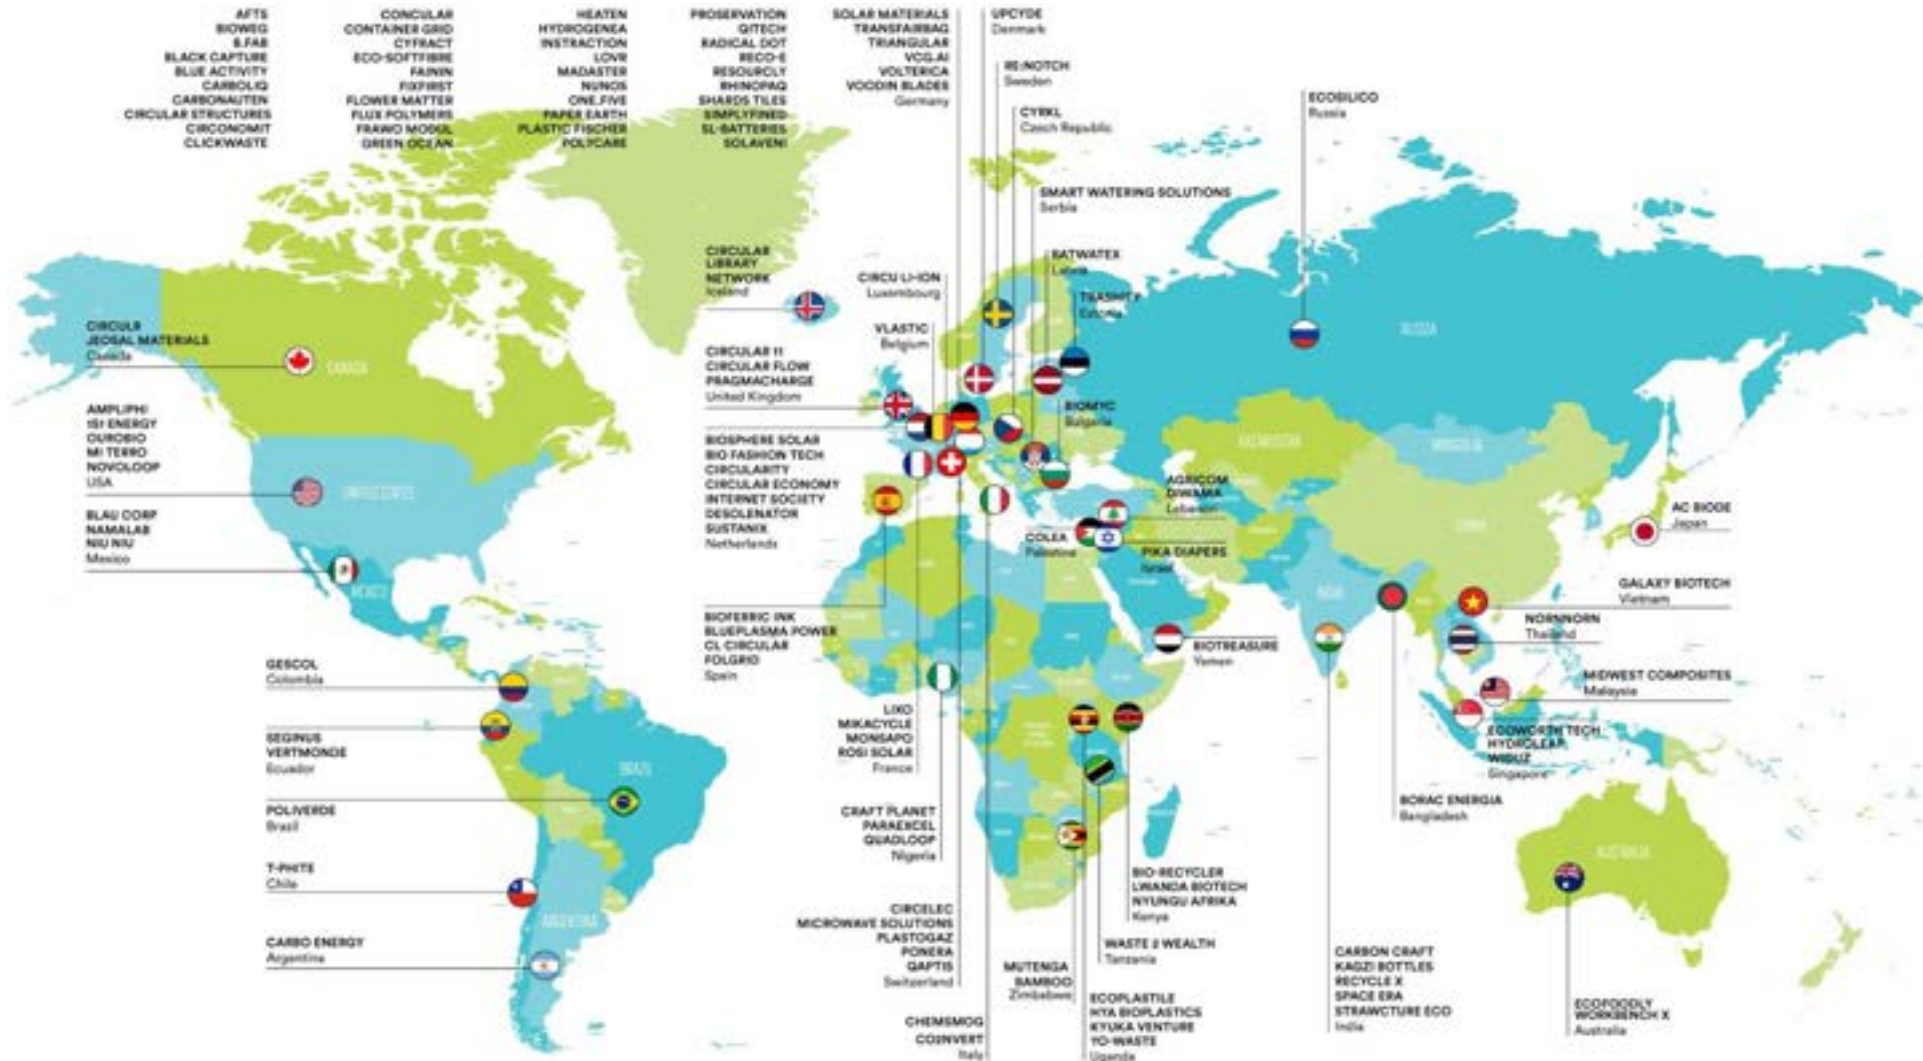 AFTS
BIOWEG
B.FAB
BLACK CAPTURE
BLUE ACTIVITY
CARBOLIQ
CARBONAUTEN
CIRCULAR STRUCTURES
CIRCONOMIT
CLICKWASTE
CONCULAR
CONTAINER GRID
CYFRACT
ECO-SOFTFIBRE
FAININ
FIXFIRST
FLOWER MATTER
FLUX POLYMERS
FRAWO MODUL
GREEN OCEAN
HEATEN
HYDROGENEA
INSTRACTION
LOVR
MADASTER
NUNOS
ONE.FIVE
PAPER EARTH
PLASTIC FISCHER
POLYCARE
PROSERVATION
QITECH
RADICAL DOT
RECO-E
RESOURCLY
RHINOPAQ
SHARDS TILES
SIMPLYFINED
SL-BATTERIES
SOLAVENI
SOLAR MATERIALS
TRANSFAIRBAG
TRIANGULAR
VCG.AI
VOLTERICA
VOODIN BLADES
Germany
UPCYDE
Denmark
RE:NOTCH
Sweden
CYRKL
Czech Republic
ECOSILICO
Russia
SMART WATERING SOLUTIONS
Serbia
BATWATEX
Latvia
TRASHIFY
Estonia
CIRCULAR
LIBRARY
NETWORK
Iceland
CIRCU LI-ION
Luxembourg
VLASTIC
Belgium
CIRCULR
JEOSAL MATERIALS
Canada
CANADA
RUSSIA
CIRCULAR 11
CIRCULAR FLOW
PRAGMACHARGE
United Kingdom
BIOMYC
Bulgaria
AMPLIPHI
1S1 ENERGY
OUROBIO
MI TERRO
NOVOLOOP
USA
UNITED STATES
KAZAKHSTAN
MONGOLIA
BIOSPHERE SOLAR
BIO FASHION TECH
CIRCULARITY
CIRCULAR ECONOMY
INTERNET SOCIETY
DESOLENATOR
SUSTANIX
Netherlands
AGRICOM
DIWAMA
Lebanon
BLAU CORP
NAMALAB
NIU NIU
Mexico
MEXICO
COLEA
Palestine
PIKA DIAPERS
Israel
CHINA
AC BIODE
Japan
INDIA
GALAXY BIOTECH
Vietnam
NORNNORN
Thailand
BIOFERRIC INK
BLUEPLASMA POWER
CL CIRCULAR
FOLGRID
Spain
BIOTREASURE
Yemen
MIDWEST COMPOSITES
Malaysia
GESCOL
Colombia
SEGINUS
VERTMONDE
Ecuador
LIXO
MIKACYCLE
MONSAPO
ROSI SOLAR
France
ECOWORTH TECH
HYDROLEAP
WIDUZ
Singapore
BRAZIL
POLIVERDE
Brasil
CRAFT PLANET
PARAEXCEL
QUADLOOP
Nigeria
BORAC ENERGIA
Bangladesh
AUSTRALIA
T-PHITE
Chile
BIO-RECYCLER
LWANDA BIOTECH
NYUNGU AFRIKA
Kenya
ARGENTINA
CIRCELEC
MICROWAVE SOLUTIONS
PLASTOGAZ
PONERA
QAPTIS
Switzerland
CARBO ENERGY
Argentina
WASTE 2 WEALTH
Tanzania
MUTENGA
BAMBOO
Zimbabwe
CARBON CRAFT
KAGZI BOTTLES
RECYCLE X
SPACE ERA
STRAWCTURE ECO
India
ECOPLASTILE
HYA BIOPLASTICS
KYUKA VENTURE
YO-WASTE
Uganda
CHEMSMOG
CO2NVERT
Italy
ECOFOODLY
WORKBENCH X
Australia